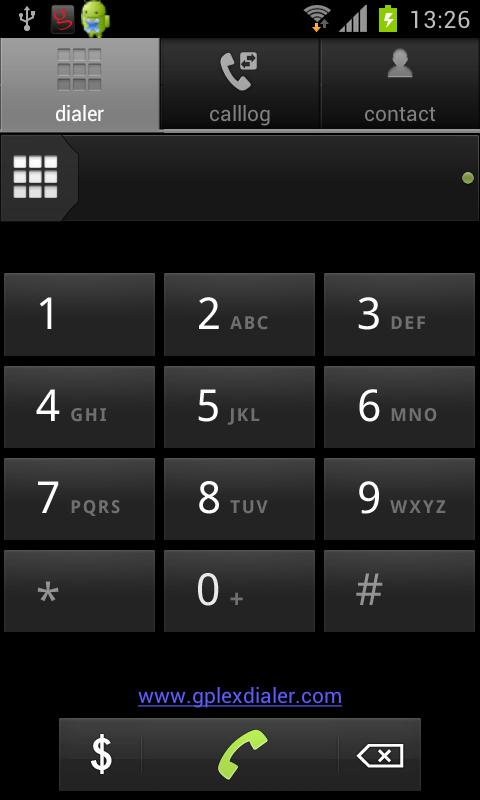 13:26
dialer calllog contact
1 2 ABC 3 DEF
4 GHI 5 JKL 6 MNO
7 PQRS 8 TUV 9 WXYZ
* 0 + #
www.gplexdialer.com
$